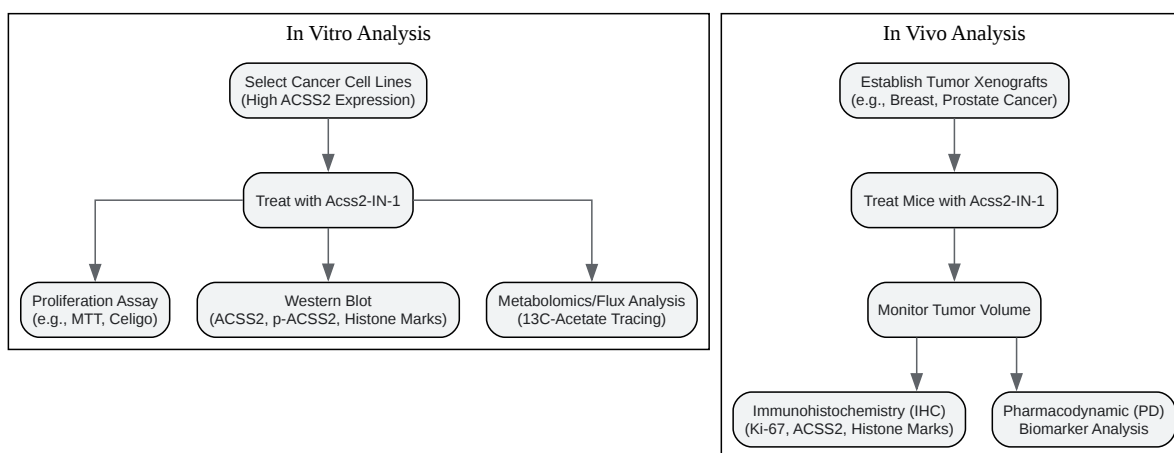 In Vitro Analysis
Select Cancer Cell Lines
(High ACSS2 Expression)
Treat with Acss2-IN-1
Proliferation Assay
(e.g., MTT, Celigo)
Western Blot
(ACSS2, p-ACSS2, Histone Marks)
Metabolomics/Flux Analysis
(13C-Acetate Tracing)
In Vivo Analysis
Establish Tumor Xenografts
(e.g., Breast, Prostate Cancer)
Treat Mice with Acss2-IN-1
Monitor Tumor Volume
Immunohistochemistry (IHC)
(Ki-67, ACSS2, Histone Marks)
Pharmacodynamic (PD)
Biomarker Analysis